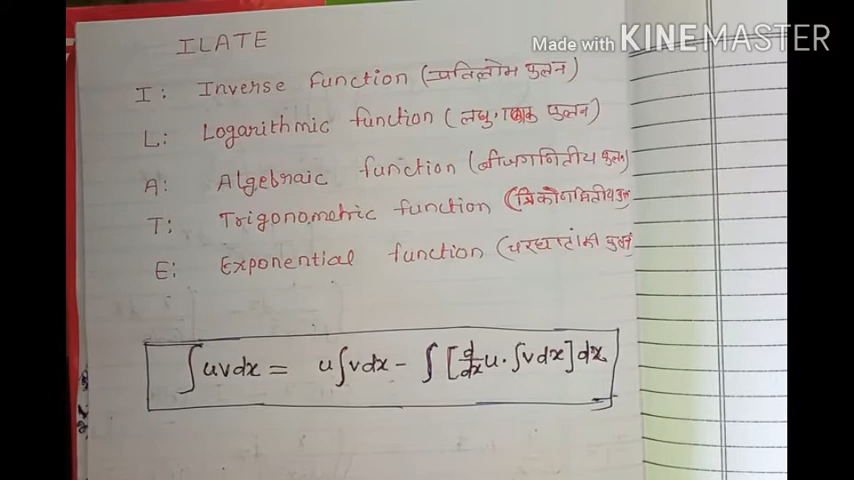 ILATE
Made with KINEMASTER
I: Inverse function (प्रतिलोम फलन)
L: Logarithmic function (लघु, फलन)
A: Algebraic function (बीजगणितीय फलन)
T: Trigonometric function (त्रिकोणमितीय
E: Exponential function (
∫uvdx = u∫vdx - ∫[d/dx u. ∫vdx]dx